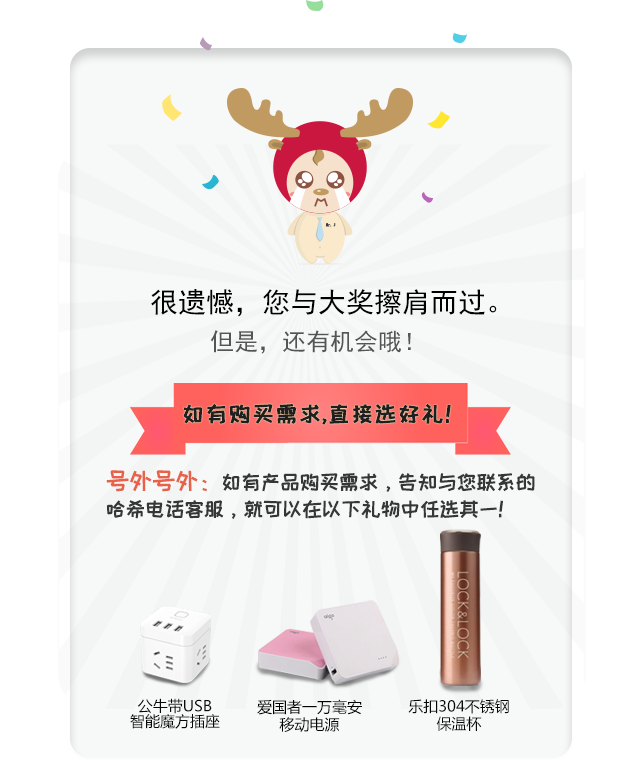 很遗憾，您与大奖擦肩而过。
但是，还有机会哦！
如有购买需求,直接选好礼!
号外号外：如有产品购买需求，告知与您联系的
哈希电话客服，就可以在以下礼物中任选其一!
LOCK&LOCK
公牛带USB
智能魔方插座
爱国者一万毫安
移动电源
乐扣304不锈钢
保温杯